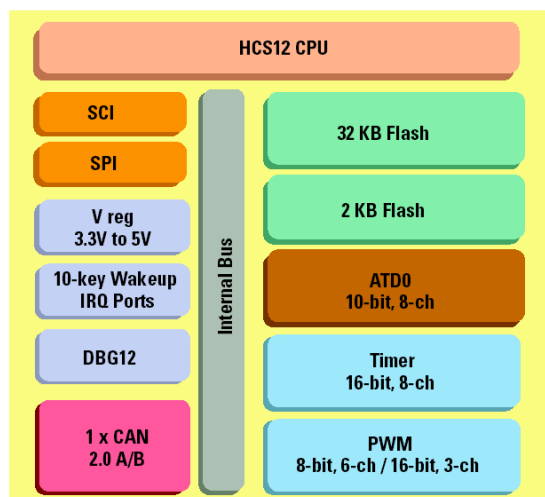 HCS12 CPU
SCI
SPI
V reg
3.3V to 5V
10-key Wakeup
IRQ Ports
DBG12
1 x CAN
2.0 A/B
Internal Bus
32 KB Flash
2 KB Flash
ATD0
10-bit, 8-ch
Timer
16-bit, 8-ch
PWM
8-bit, 6-ch / 16-bit, 3-ch